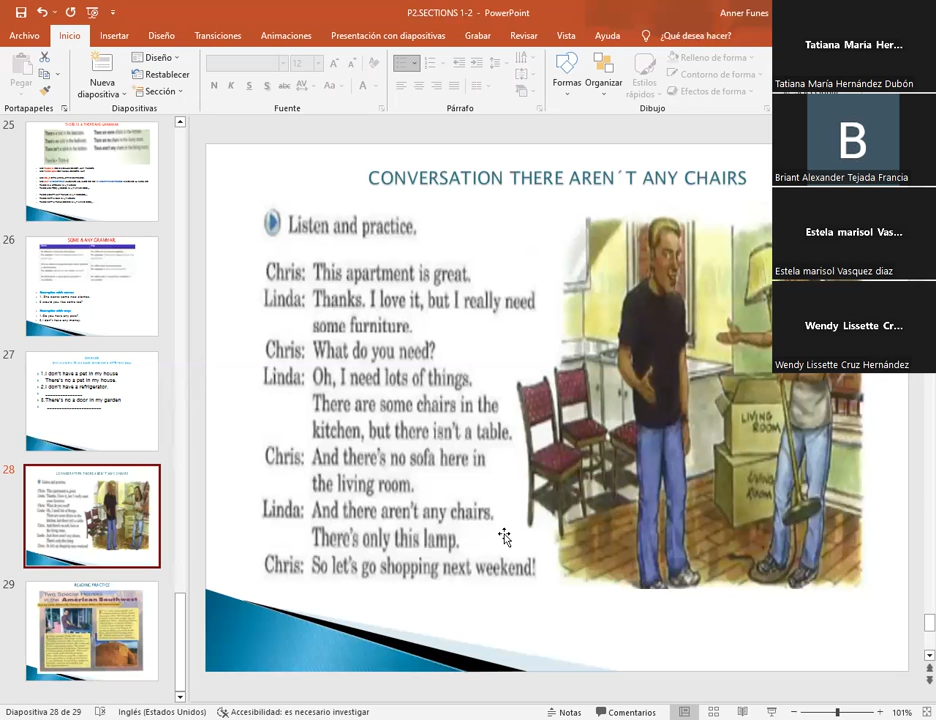 P2.SECTIONS 1-2 - PowerPoint
Anner Funes
Archivo Inicio Insertar Diseño Transiciones Animaciones Presentación con diapositivas Grabar Revisar Vista Ayuda ¿Qué desea hacer?
Pegar
Nueva diapositiva
Diseño
Restablecer
Sección
12
N K S S abc AV Aa A
Formas
Organizar
Estilos rápidos
Relleno de forma
Contorno de forma
Efectos de forma
Portapapeles Diapositivas Fuente Párrafo Dibujo
Tatiana Maria Her...
Tatiana María Hernández Dubón
B
Briant Alexander Tejada Francia
Estela marisol Vas...
Estela marisol Vasquez diaz
Wendy Lissette Cr...
Wendy Lissette Cruz Hernández
25
26
SOME & ANY GRAMMAR
27
1.I don't have a pet in my house
There's no a pet in my house.
2.I don't have a refrigerator.
3.There's no a door in my garden
28
29
READING PRACTICE
American Southwest
CONVERSATION THERE AREN´T ANY CHAIRS
Listen and practice.
Chris: This apartment is great.
Linda: Thanks. I love it, but I really need
some furniture.
Chris: What do you need?
Linda: Oh, I need lots of things.
There are some chairs in the
kitchen, but there isn't a table.
Chris: And there's no sofa here in
the living room.
Linda: And there aren't any chairs.
There's only this lamp.
Chris: So let's go shopping next weekend!
LIVING
ROOM
LIVING
ROOM
Diapositiva 28 de 29 Inglés (Estados Unidos) Accesibilidad: es necesario investigar Notas Comentarios 101%